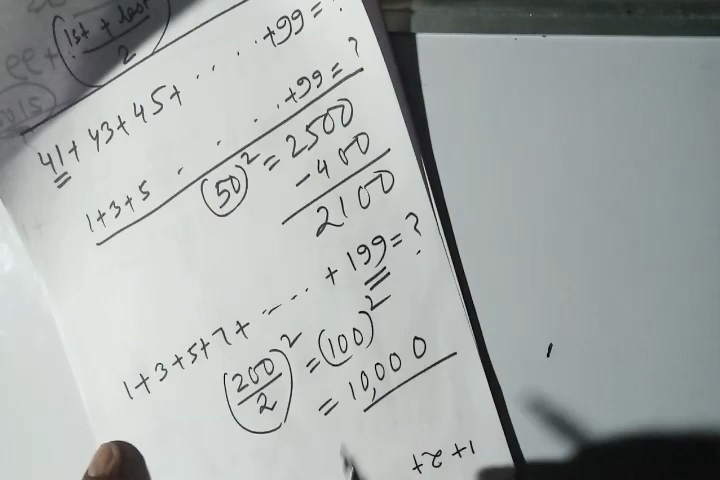 (1st + last / 2)
+ 99
41 + 43 + 45 + . . . . . +99 = ?
1+3+5 . . . . +99 = ?
(50)² = 2500
- 400
2100
1+3+5+7+ ..... + 199 = ?
(200/2)² = (100)²
= 10,000
1+2+